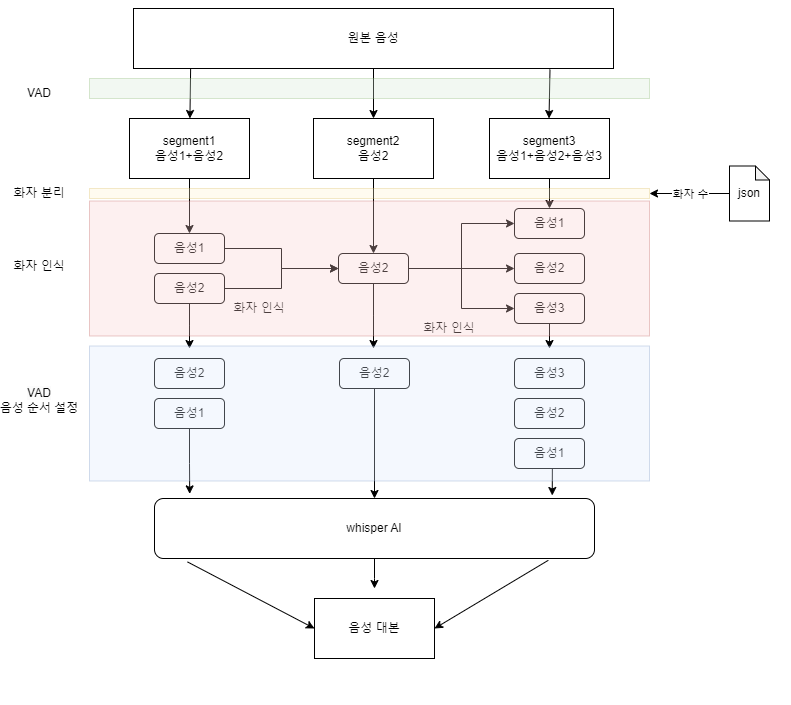 원본 음성
VAD
segment1
음성1+음성2
segment2
음성2
segment3
음성1+음성2+음성3
화자 분리
화자 수
json
화자 인식
음성1
음성2
화자 인식
음성2
화자 인식
음성1
음성2
음성3
VAD
음성 순서 설정
음성2
음성1
음성2
음성3
음성2
음성1
whisper AI
음성 대본